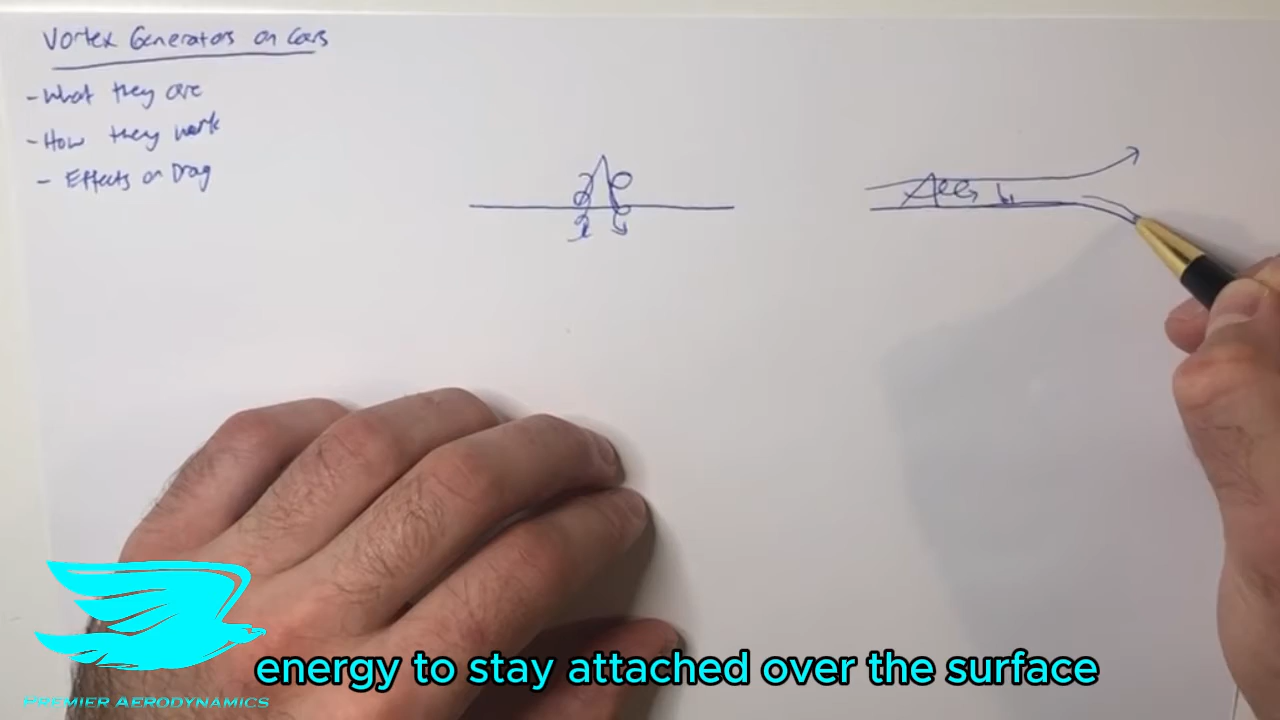 Vortex Generators on Cars
- What they are
- How they work
- Effects on Drag
energy to stay attached over the surface
PREMIER AERODYNAMICS